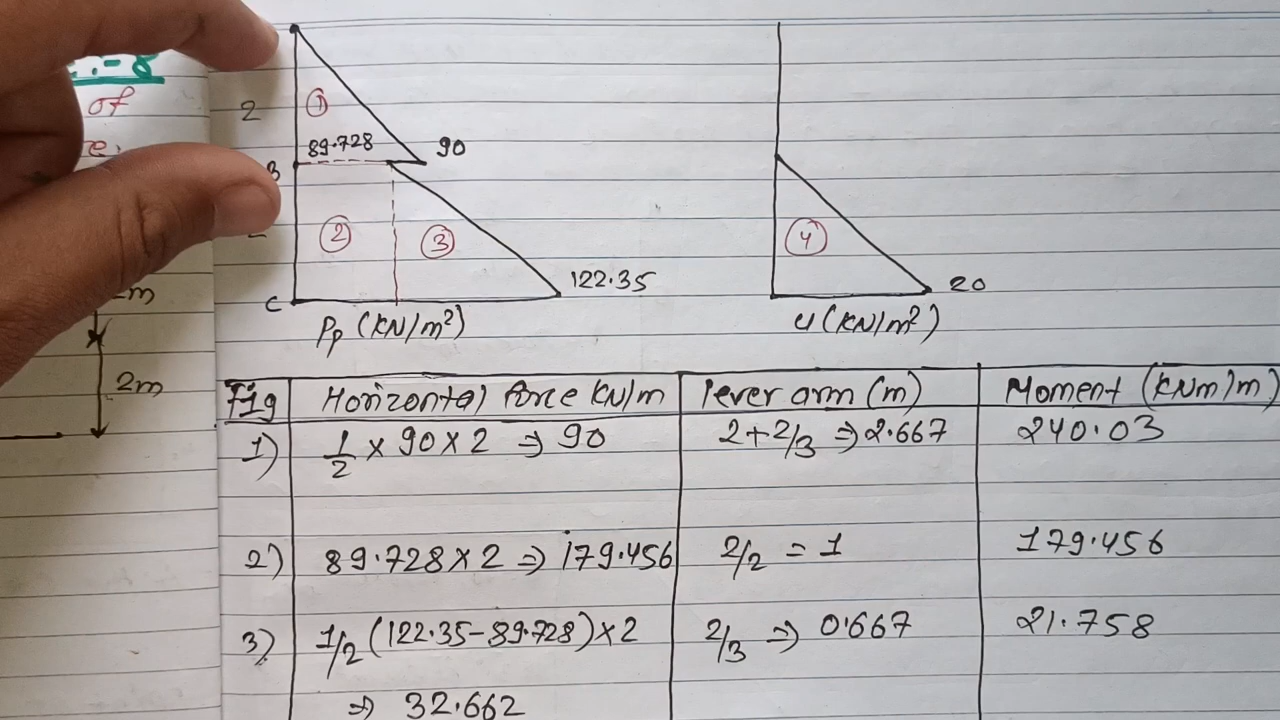 :-8
of
2
①
89.728
90
B
②
③
④
2m
C
122.35
20
Pp (KN/m²)
u (KN/m²)
2m
Fig
Horizontal force KN/m
lever arm (m)
Moment (KNm/m)
1)
1/2 × 90 × 2 ⇒ 90
2+2/3 ⇒ 2.667
240.03
2)
89.728 × 2 ⇒ 179.456
2/2 = 1
179.456
3)
1/2 (122.35-89.728) × 2
2/3 ⇒ 0.667
21.758
⇒ 32.662